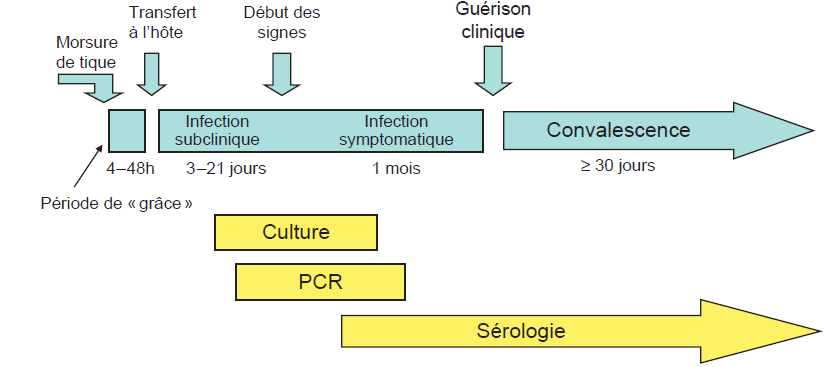 Morsure
de tique
Transfert
à l’hôte
Début des
signes
Guérison
clinique
Infection
subclinique
Infection
symptomatique
Convalescence
4–48h
3–21 jours
1 mois
≥ 30 jours
Période de « grâce »
Culture
PCR
Sérologie